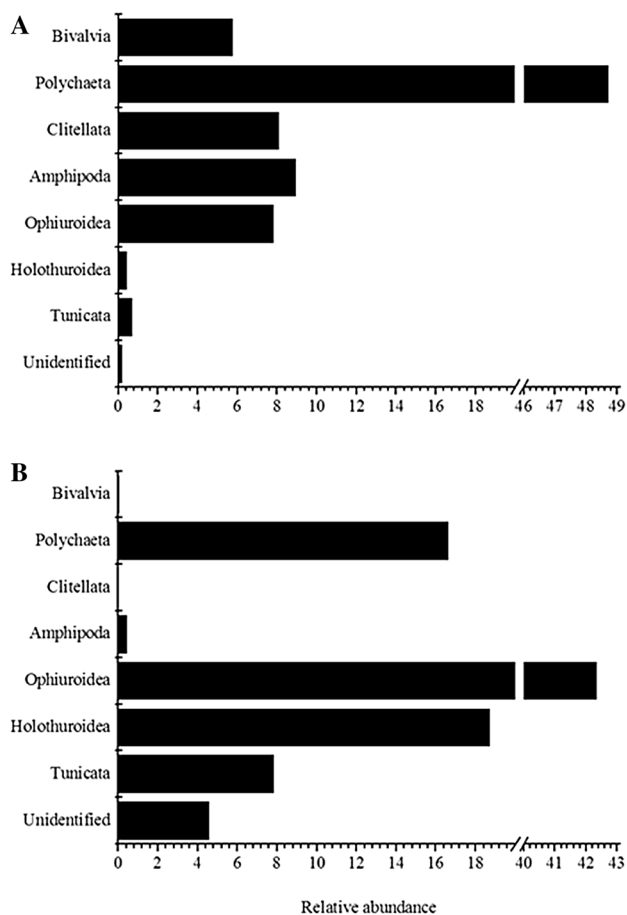 A
Bivalvia
Polychaeta
Clitellata
Amphipoda
Ophiuroidea
Holothuroidea
Tunicata
Unidentified
0 2 4 6 8 10 12 14 16 18 46 47 48 49
B
Bivalvia
Polychaeta
Clitellata
Amphipoda
Ophiuroidea
Holothuroidea
Tunicata
Unidentified
0 2 4 6 8 10 12 14 16 18 40 41 42 43
Relative abundance